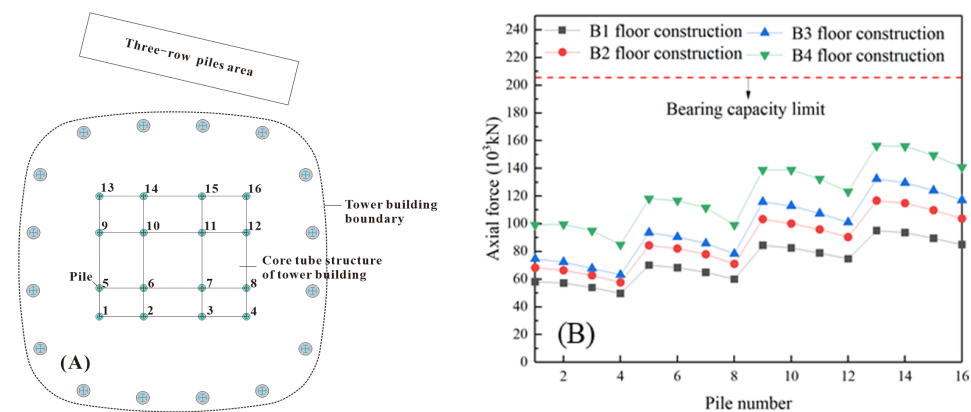 Three-row piles area
13
14
15
16
9
10
11
12
Pile
5
6
7
8
1
2
3
4
Tower building
boundary
Core tube structure
of tower building
(A)
B1 floor construction
B3 floor construction
B2 floor construction
B4 floor construction
Bearing capacity limit
Axial force (10³kN)
240
220
200
180
160
140
120
100
80
60
40
20
0
(B)
2
4
6
8
10
12
14
16
Pile number